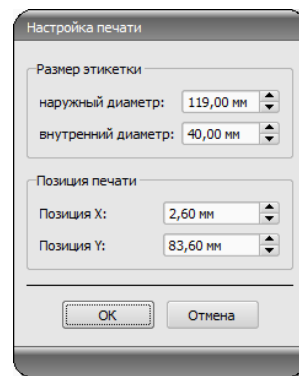 Настройка печати
Размер этикетки
наружный диаметр: 119,00 мм
внутренний диаметр: 40,00 мм
Позиция печати
Позиция X: 2,60 мм
Позиция Y: 83,60 мм
OK Отмена